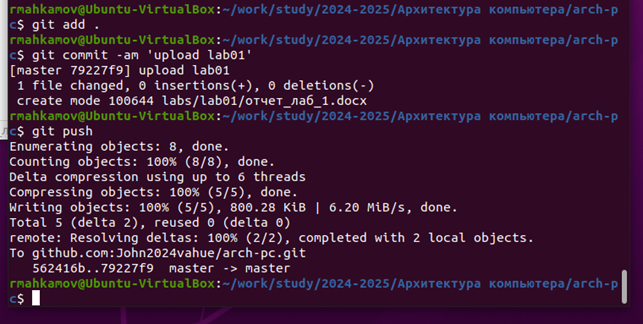 rmahkamov@Ubuntu-VirtualBox:~/work/study/2024-2025/Архитектура компьютера/arch-p
c$ git add .
rmahkamov@Ubuntu-VirtualBox:~/work/study/2024-2025/Архитектура компьютера/arch-p
c$ git commit -am 'upload lab01'
[master 79227f9] upload lab01
 1 file changed, 0 insertions(+), 0 deletions(-)
 create mode 100644 labs/lab01/отчет_лаб_1.docx
rmahkamov@Ubuntu-VirtualBox:~/work/study/2024-2025/Архитектура компьютера/arch-p
c$ git push
Enumerating objects: 8, done.
Counting objects: 100% (8/8), done.
Delta compression using up to 6 threads
Compressing objects: 100% (5/5), done.
Writing objects: 100% (5/5), 800.28 KiB | 6.20 MiB/s, done.
Total 5 (delta 2), reused 0 (delta 0)
remote: Resolving deltas: 100% (2/2), completed with 2 local objects.
To github.com:John2024vahue/arch-pc.git
   562416b..79227f9  master -> master
rmahkamov@Ubuntu-VirtualBox:~/work/study/2024-2025/Архитектура компьютера/arch-p
c$